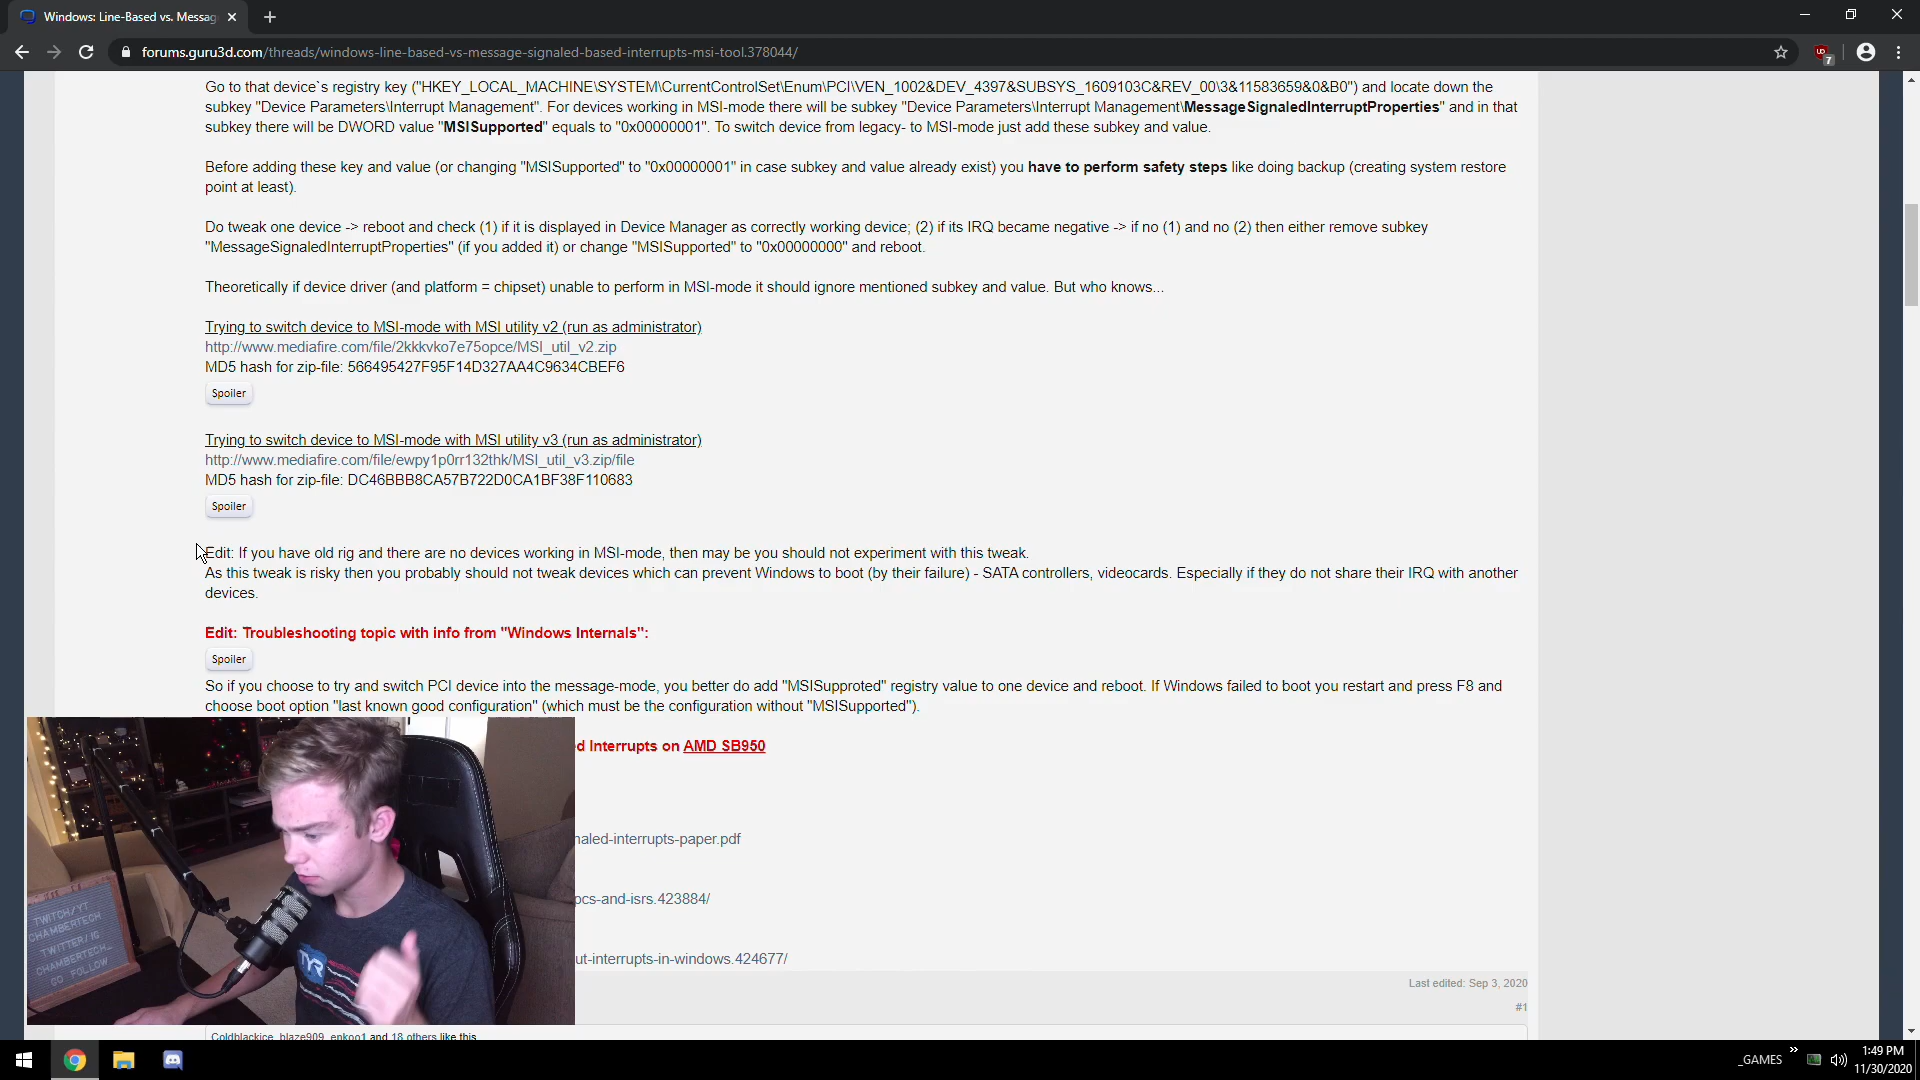 Windows: Line-Based vs. Messag
forums.guru3d.com/threads/windows-line-based-vs-message-signaled-based-interrupts-msi-tool.378044/
7
Go to that device`s registry key ("HKEY_LOCAL_MACHINE\SYSTEM\CurrentControlSet\Enum\PCI\VEN_1002&DEV_4397&SUBSYS_1609103C&REV_00\3&11583659&0&B0") and locate down the
subkey "Device Parameters\Interrupt Management". For devices working in MSI-mode there will be subkey "Device Parameters\Interrupt Management\MessageSignaledInterruptProperties" and in that
subkey there will be DWORD value "MSISupported" equals to "0x00000001". To switch device from legacy- to MSI-mode just add these subkey and value.
Before adding these key and value (or changing "MSISupported" to "0x00000001" in case subkey and value already exist) you have to perform safety steps like doing backup (creating system restore
point at least).
Do tweak one device -> reboot and check (1) if it is displayed in Device Manager as correctly working device; (2) if its IRQ became negative -> if no (1) and no (2) then either remove subkey
"MessageSignaledInterruptProperties" (if you added it) or change "MSISupported" to "0x00000000" and reboot.
Theoretically if device driver (and platform = chipset) unable to perform in MSI-mode it should ignore mentioned subkey and value. But who knows...
Trying to switch device to MSI-mode with MSI utility v2 (run as administrator)
http://www.mediafire.com/file/2kkkvko7e75opce/MSI_util_v2.zip
MD5 hash for zip-file: 566495427F95F14D327AA4C9634CBEF6
Spoiler
Trying to switch device to MSI-mode with MSI utility v3 (run as administrator)
http://www.mediafire.com/file/ewpy1p0rr132thk/MSI_util_v3.zip/file
MD5 hash for zip-file: DC46BBB8CA57B722D0CA1BF38F110683
Spoiler
Edit: If you have old rig and there are no devices working in MSI-mode, then may be you should not experiment with this tweak.
As this tweak is risky then you probably should not tweak devices which can prevent Windows to boot (by their failure) - SATA controllers, videocards. Especially if they do not share their IRQ with another
devices.
Edit: Troubleshooting topic with info from "Windows Internals":
Spoiler
So if you choose to try and switch PCI device into the message-mode, you better do add "MSISupproted" registry value to one device and reboot. If Windows failed to boot you restart and press F8 and
choose boot option "last known good configuration" (which must be the configuration without "MSISupported").
d Interrupts on AMD SB950
naled-interrupts-paper.pdf
pcs-and-isrs.423884/
ut-interrupts-in-windows.424677/
TWITCH/YT
CHAMBERTECH
TWITTER/IG
CHAMBERTECH_
GO FOLLOW
TYR
Last edited: Sep 3, 2020
#1
Coldblackice, blaze909, enkoo1 and 18 others like this
_GAMES
1:49 PM
11/30/2020